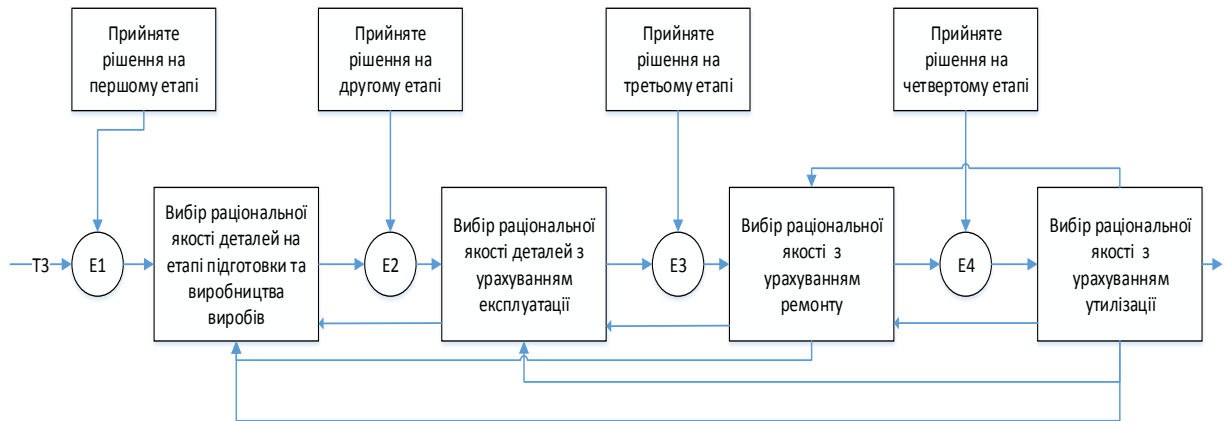 Прийняте
рішення на
першому етапі
Прийняте
рішення на
другому етапі
Прийняте
рішення на
третьому етапі
Прийняте
рішення на
четвертому етапі
ТЗ
Е1
Вибір раціональної
якості деталей на
етапі підготовки та
виробництва
виробів
Е2
Вибір раціональної
якості деталей з
урахуванням
експлуатації
Е3
Вибір раціональної
якості з
урахуванням
ремонту
Е4
Вибір раціональної
якості з
урахуванням
утилізації